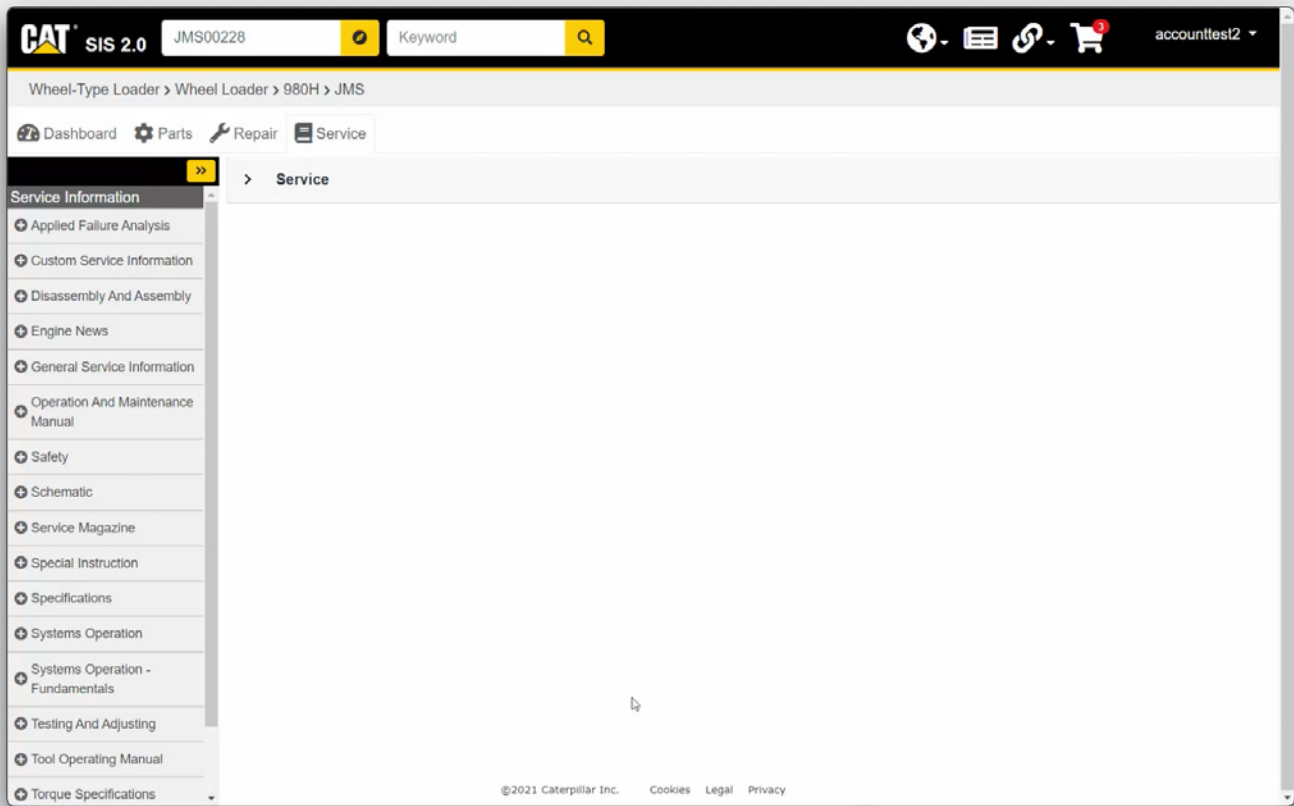 CAT SIS 2.0 JMS00228 Keyword 3 accounttest2
Wheel-Type Loader > Wheel Loader > 980H > JMS
Dashboard Parts Repair Service
Service Information
Applied Failure Analysis
Custom Service Information
Disassembly And Assembly
Engine News
General Service Information
Operation And Maintenance
Manual
Safety
Schematic
Service Magazine
Special Instruction
Specifications
Systems Operation
Systems Operation -
Fundamentals
Testing And Adjusting
Tool Operating Manual
Torque Specifications
Service
©2021 Caterpillar Inc. Cookies Legal Privacy